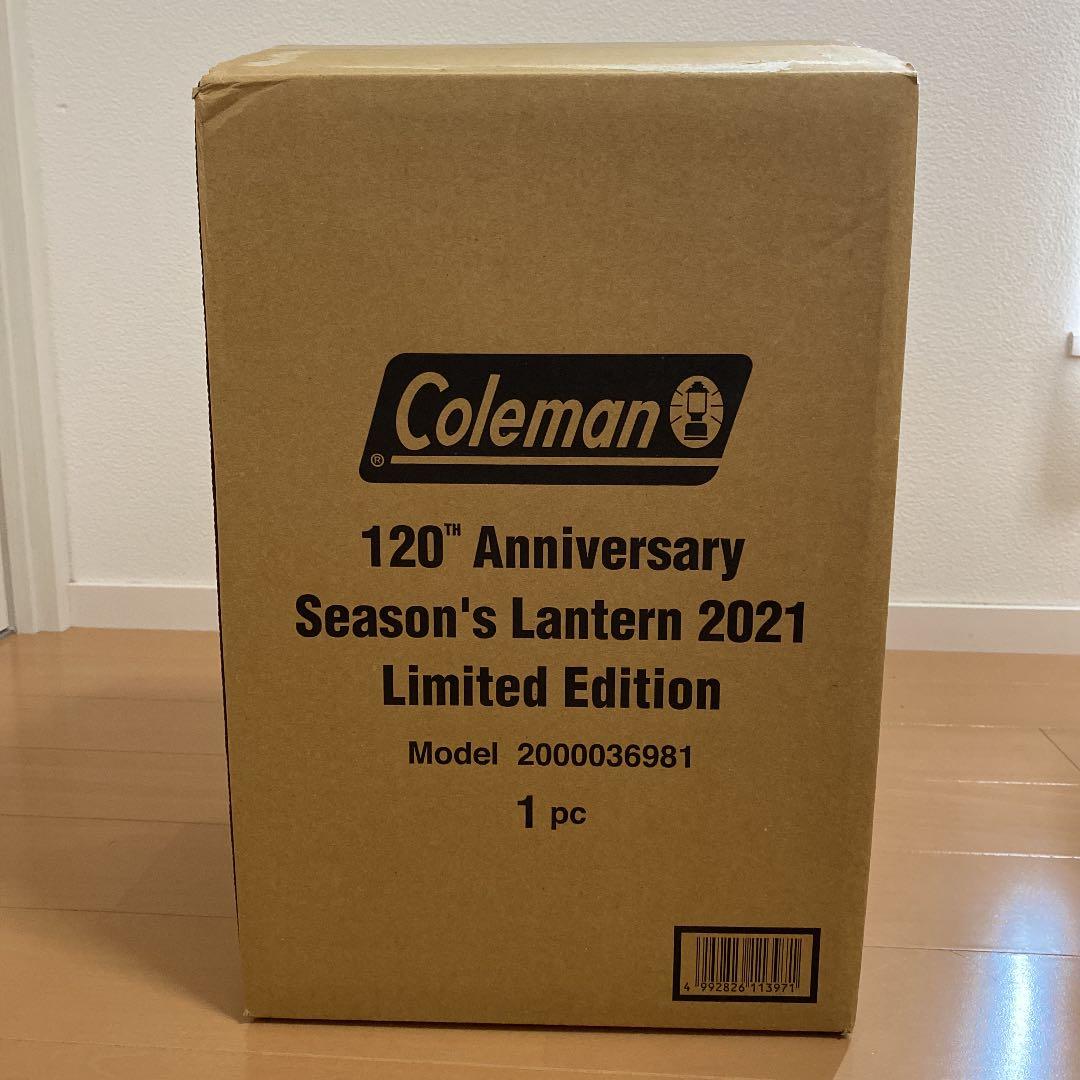 Coleman
®
120TH Anniversary
Season's Lantern 2021
Limited Edition
Model 2000036981
1 pc
4 992826 113971